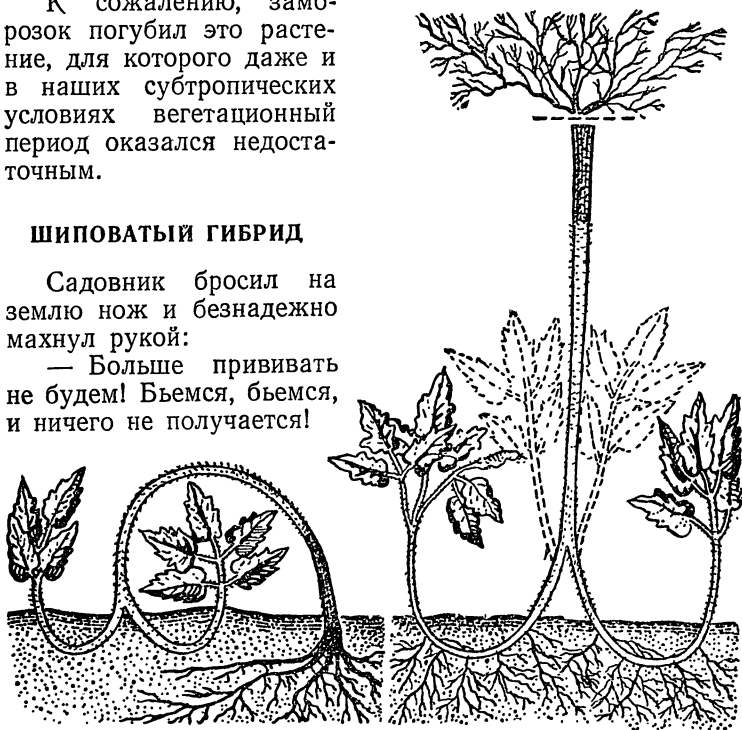 К сожалению, замо-
розок погубил это расте-
ние, для которого даже и
в наших субтропических
условиях вегетационный
период оказался недоста-
точным.
ШИПОВАТЫЙ ГИБРИД
Садовник бросил на
землю нож и безнадежно
махнул рукой:
— Больше прививать
не будем! Бьемся, бьемся,
и ничего не получается!